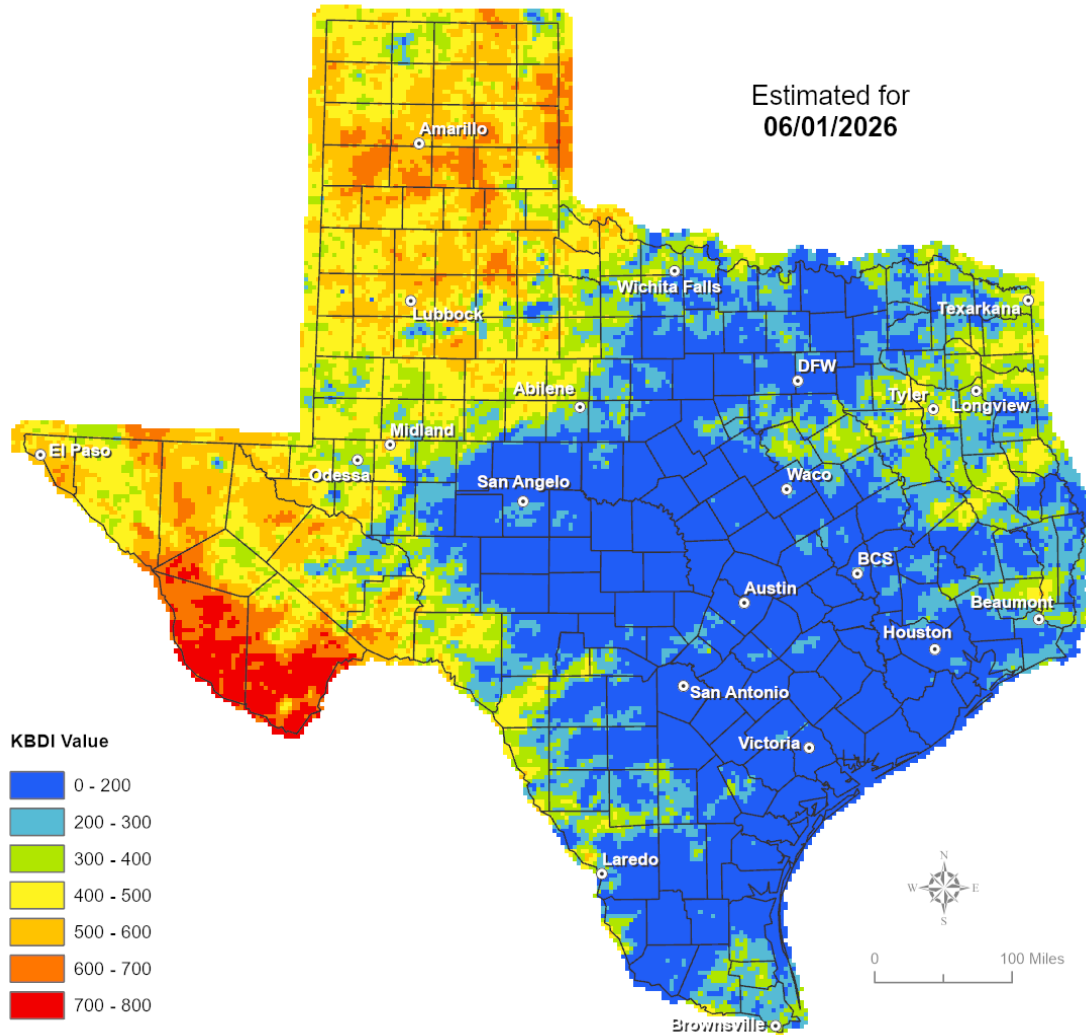 Estimated for
06/01/2026
Amarillo
Wichita Falls
Lubbock
Texarkana
DFW
Abilene
Tyler
Longview
Midland
El Paso
Odessa
San Angelo
Waco
BCS
Austin
Beaumont
Houston
San Antonio
Victoria
KBDI Value
0 - 200
200 - 300
300 - 400
400 - 500
500 - 600
600 - 700
700 - 800
Laredo
N
W E
S
0 100 Miles
Brownsville